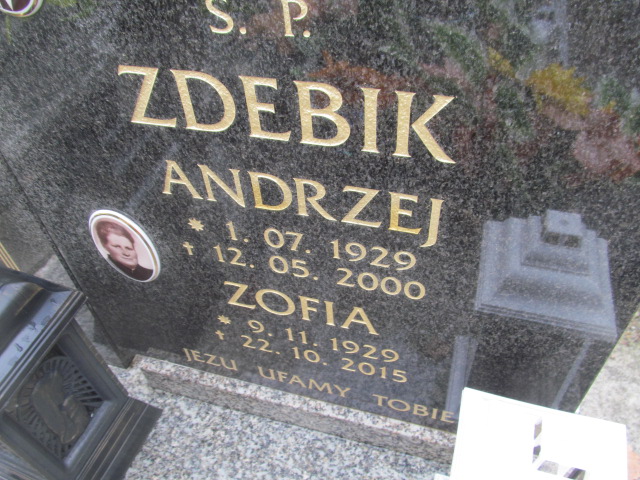 S. P.
ZDEBIK
ANDRZEJ
* 1. 07. 1929
† 12. 05. 2000
ZOFIA
* 9. 11. 1929
† 22. 10. 2015
JEZU UFAMY TOBIE